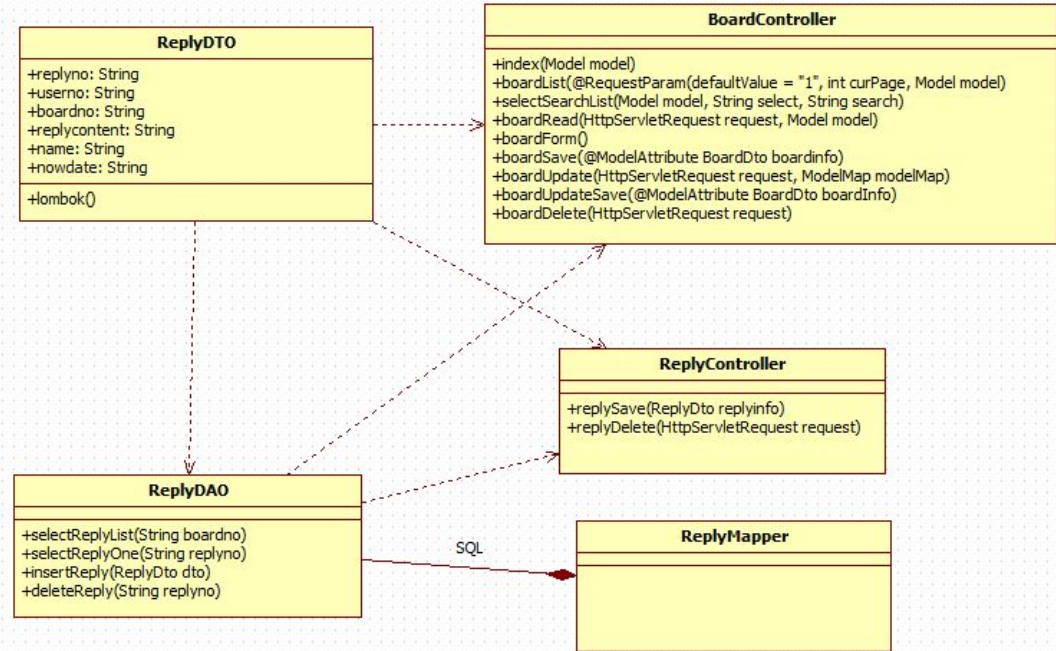 ReplyDTO
+replyno: String
+userno: String
+boardno: String
+replycontent: String
+name: String
+nowdate: String
+lombok()
BoardController
+index(Model model)
+boardList(@RequestParam(defaultValue = "1", int curPage, Model model)
+selectSearchList(Model model, String select, String search)
+boardRead(HttpServletRequest request, Model model)
+boardForm()
+boardSave(@ModelAttribute BoardDto boardinfo)
+boardUpdate(HttpServletRequest request, ModelMap modelMap)
+boardUpdateSave(@ModelAttribute BoardDto boardInfo)
+boardDelete(HttpServletRequest request)
ReplyController
+replySave(ReplyDto replyinfo)
+replyDelete(HttpServletRequest request)
ReplyDAO
+selectReplyList(String boardno)
+selectReplyOne(String replyno)
+insertReply(ReplyDto dto)
+deleteReply(String replyno)
SQL
ReplyMapper